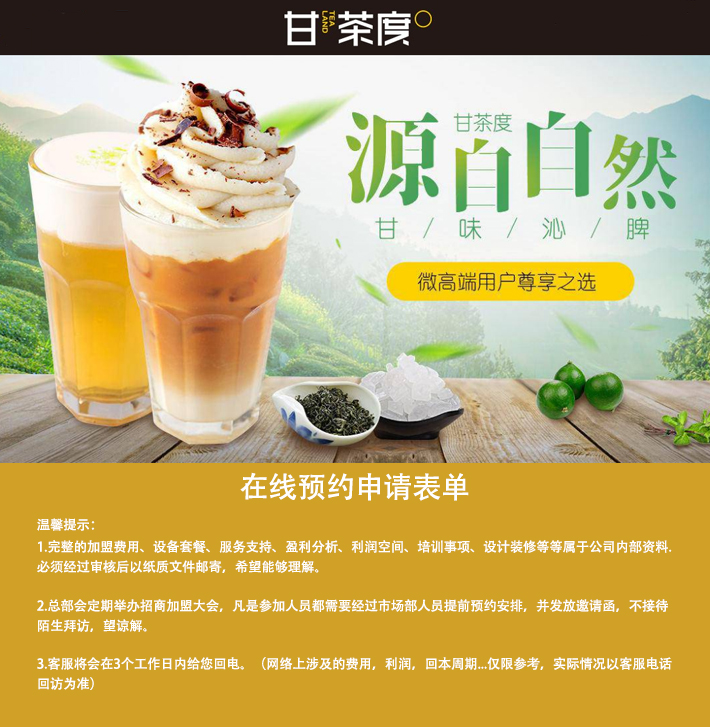 甘茶度
TEA
LAND
甘茶度
源自自然
甘/味/沁/脾
微高端用户尊享之选
在线预约申请表单
温馨提示：
1.完整的加盟费用、设备套餐、服务支持、盈利分析、利润空间、培训事项、设计装修等等属于公司内部资料.
必须经过审核后以纸质文件邮寄，希望能够理解。
2.总部会定期举办招商加盟大会，凡是参加人员都需要经过市场部人员提前预约安排，并发放邀请函，不接待
陌生拜访，望谅解。
3.客服将会在3个工作日内给您回电。（网络上涉及的费用，利润，回本周期...仅限参考，实际情况以客服电话
回访为准）